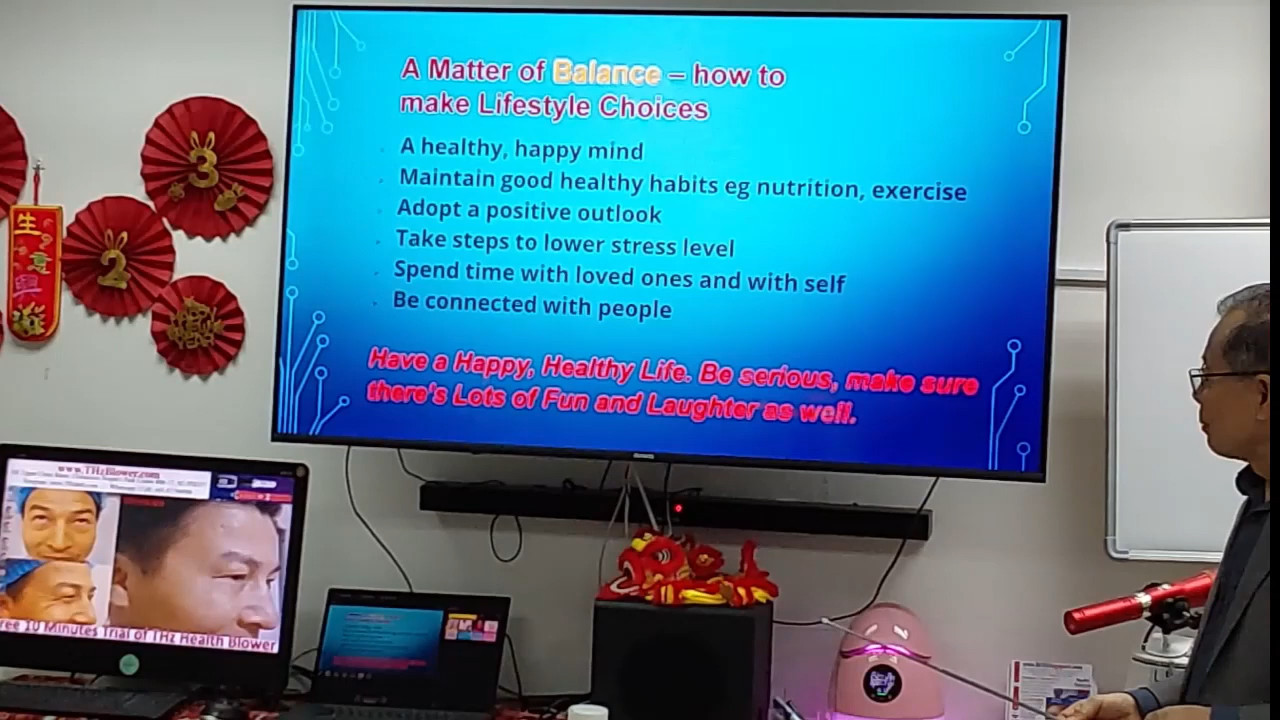 A Matter of Balance – how to
make Lifestyle Choices
A healthy, happy mind
Maintain good healthy habits eg nutrition, exercise
Adopt a positive outlook
Take steps to lower stress level
Spend time with loved ones and with self
Be connected with people
Have a Happy, Healthy Life. Be serious, make sure
there's Lots of Fun and Laughter as well.
3
2
生
www.THzBlower.com
ree 10 Minutes Trial of THz Health Blower